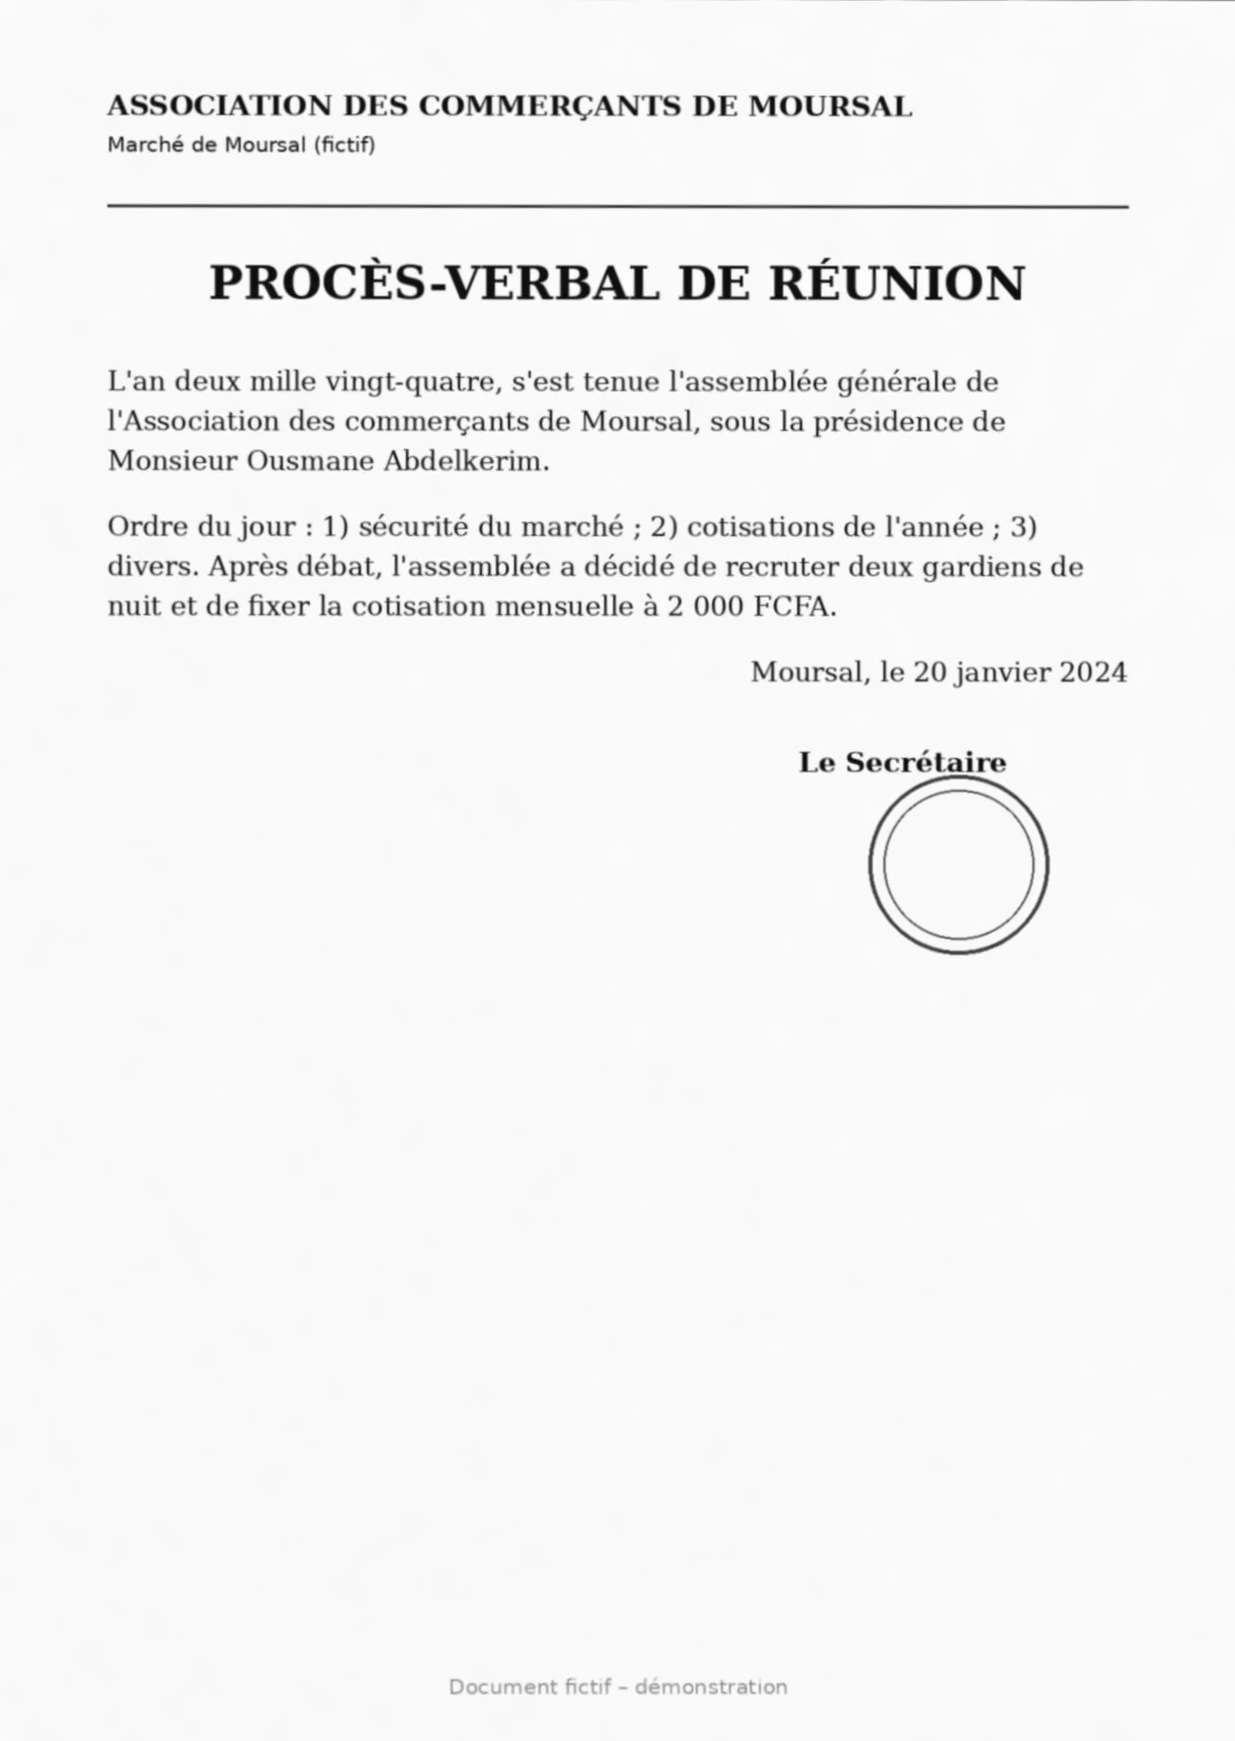 ASSOCIATION DES COMMERÇANTS DE MOURSAL
Marché de Moursal (fictif)
PROCÈS-VERBAL DE RÉUNION
L'an deux mille vingt-quatre, s'est tenue l'assemblée générale de
l'Association des commerçants de Moursal, sous la présidence de
Monsieur Ousmane Abdelkerim.
Ordre du jour : 1) sécurité du marché ; 2) cotisations de l'année ; 3)
divers. Après débat, l'assemblée a décidé de recruter deux gardiens de
nuit et de fixer la cotisation mensuelle à 2 000 FCFA.
Moursal, le 20 janvier 2024
Le Secrétaire
Document fictif – démonstration